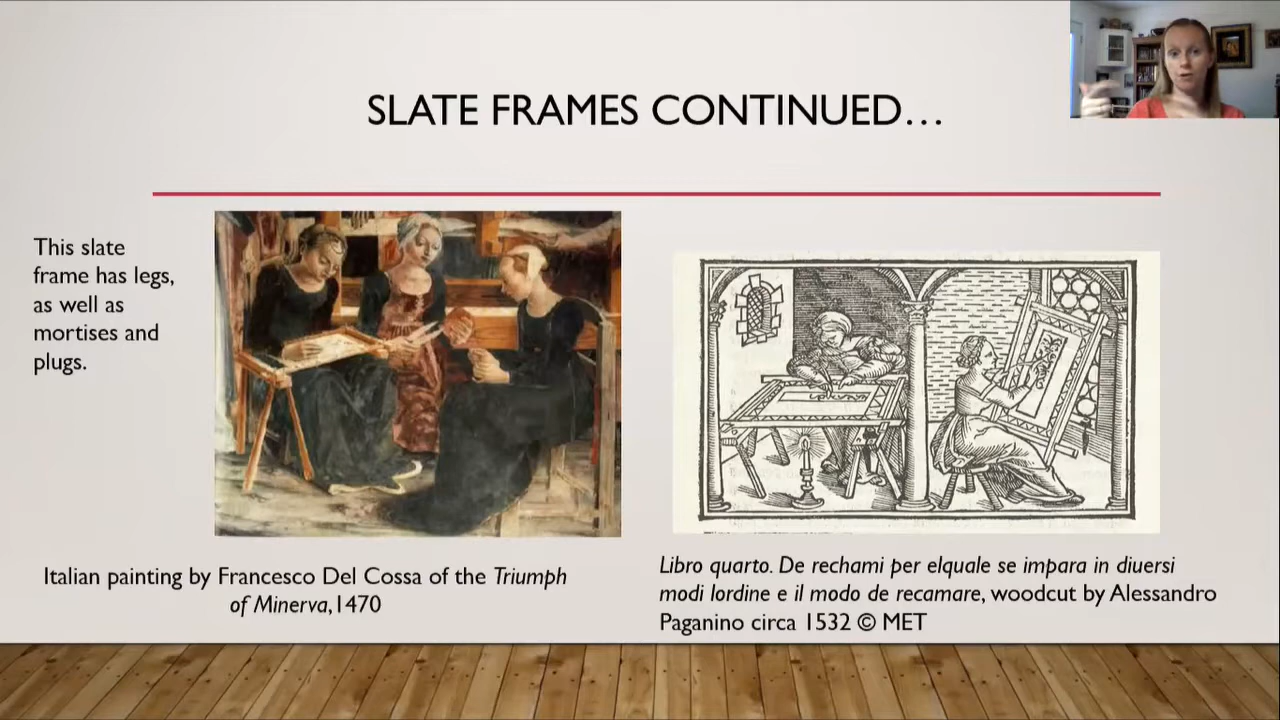 SLATE FRAMES CONTINUED…
This slate
frame has legs,
as well as
mortises and
plugs.
Italian painting by Francesco Del Cossa of the Triumph
of Minerva,1470
Libro quarto. De rechami per elquale se impara in diuersi
modi lordine e il modo de recamare, woodcut by Alessandro
Paganino circa 1532 © MET